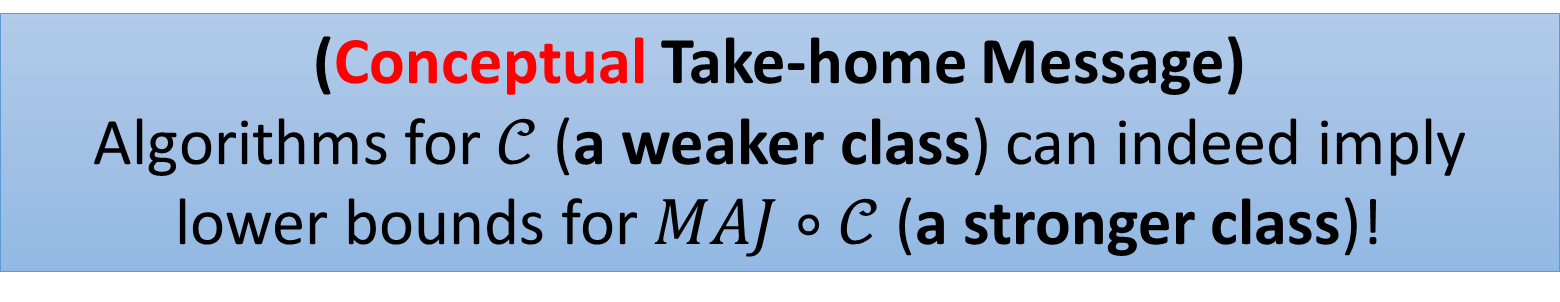 (Conceptual Take-home Message)
Algorithms for 𝒞 (a weaker class) can indeed imply
lower bounds for 𝑀𝐴𝐽 ∘ 𝒞 (a stronger class)!